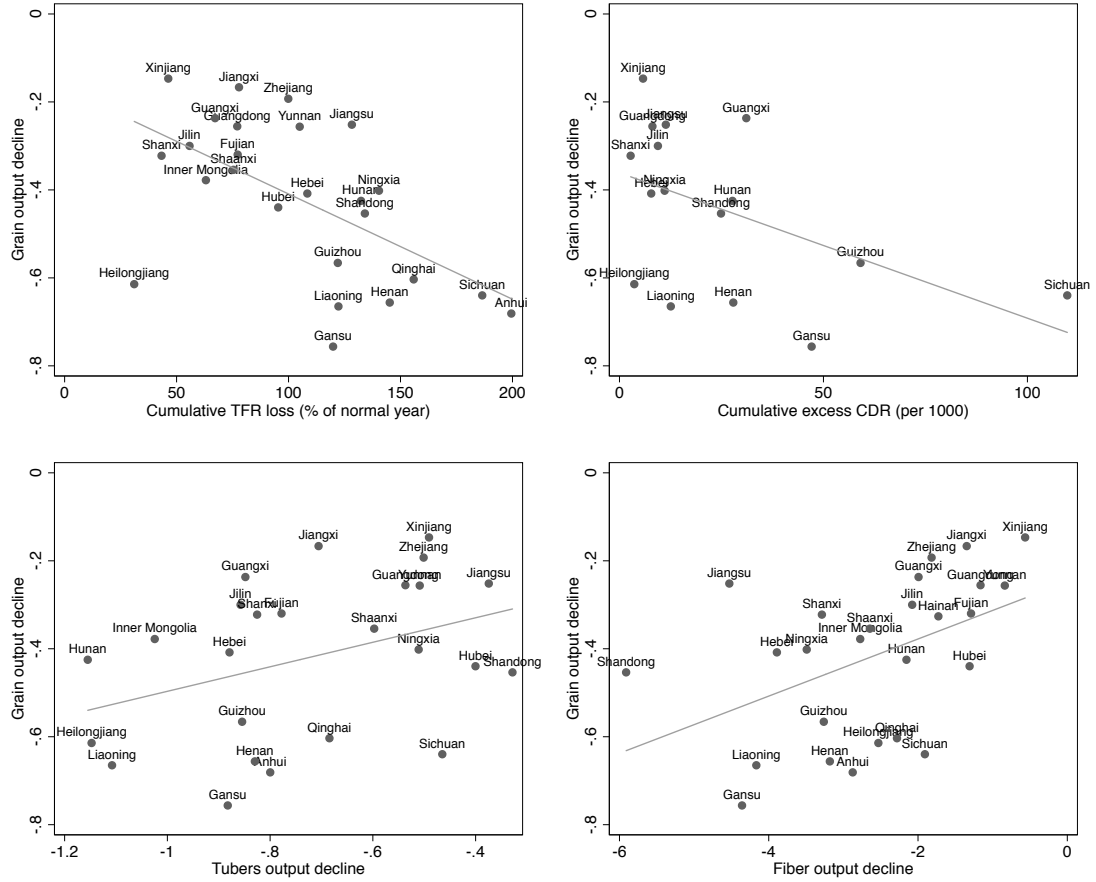 0
-.2
-.4
-.6
-.8
Grain output decline
Xinjiang
Jiangxi
Zhejiang
Guangxi
Guangdong
Yunnan
Jiangsu
Jilin
Shanxi
Fujian
Shaanxi
Inner Mongolia
Hebei
Hubei
Ningxia
Hunan
Shandong
Guizhou
Qinghai
Heilongjiang
Liaoning
Henan
Sichuan
Anhui
Gansu
0 50 100 150 200
Cumulative TFR loss (% of normal year)
0
-.2
-.4
-.6
-.8
Grain output decline
Xinjiang
Guangdong
Jiangsu
Guangxi
Jilin
Shanxi
Hebei
Ningxia
Hunan
Shandong
Guizhou
Heilongjiang
Liaoning
Henan
Sichuan
Gansu
0 50 100
Cumulative excess CDR (per 1000)
0
-.2
-.4
-.6
-.8
Grain output decline
Xinjiang
Jiangxi
Zhejiang
Guangxi
Guangdong
Yunnan
Jiangsu
Jilin
Shanxi
Fujian
Shaanxi
Inner Mongolia
Hunan
Hebei
Ningxia
Hubei
Shandong
Guizhou
Qinghai
Heilongjiang
Liaoning
Henan
Anhui
Sichuan
Gansu
-1.2 -1 -.8 -.6 -.4
Tubers output decline
0
-.2
-.4
-.6
-.8
Grain output decline
Xinjiang
Jiangxi
Zhejiang
Guangxi
Guangdong
Yunnan
Jiangsu
Jilin
Shanxi
Hainan
Fujian
Shaanxi
Inner Mongolia
Hebei
Ningxia
Hunan
Hubei
Shandong
Guizhou
Qinghai
Heilongjiang
Liaoning
Henan
Anhui
Sichuan
Gansu
-6 -4 -2 0
Fiber output decline